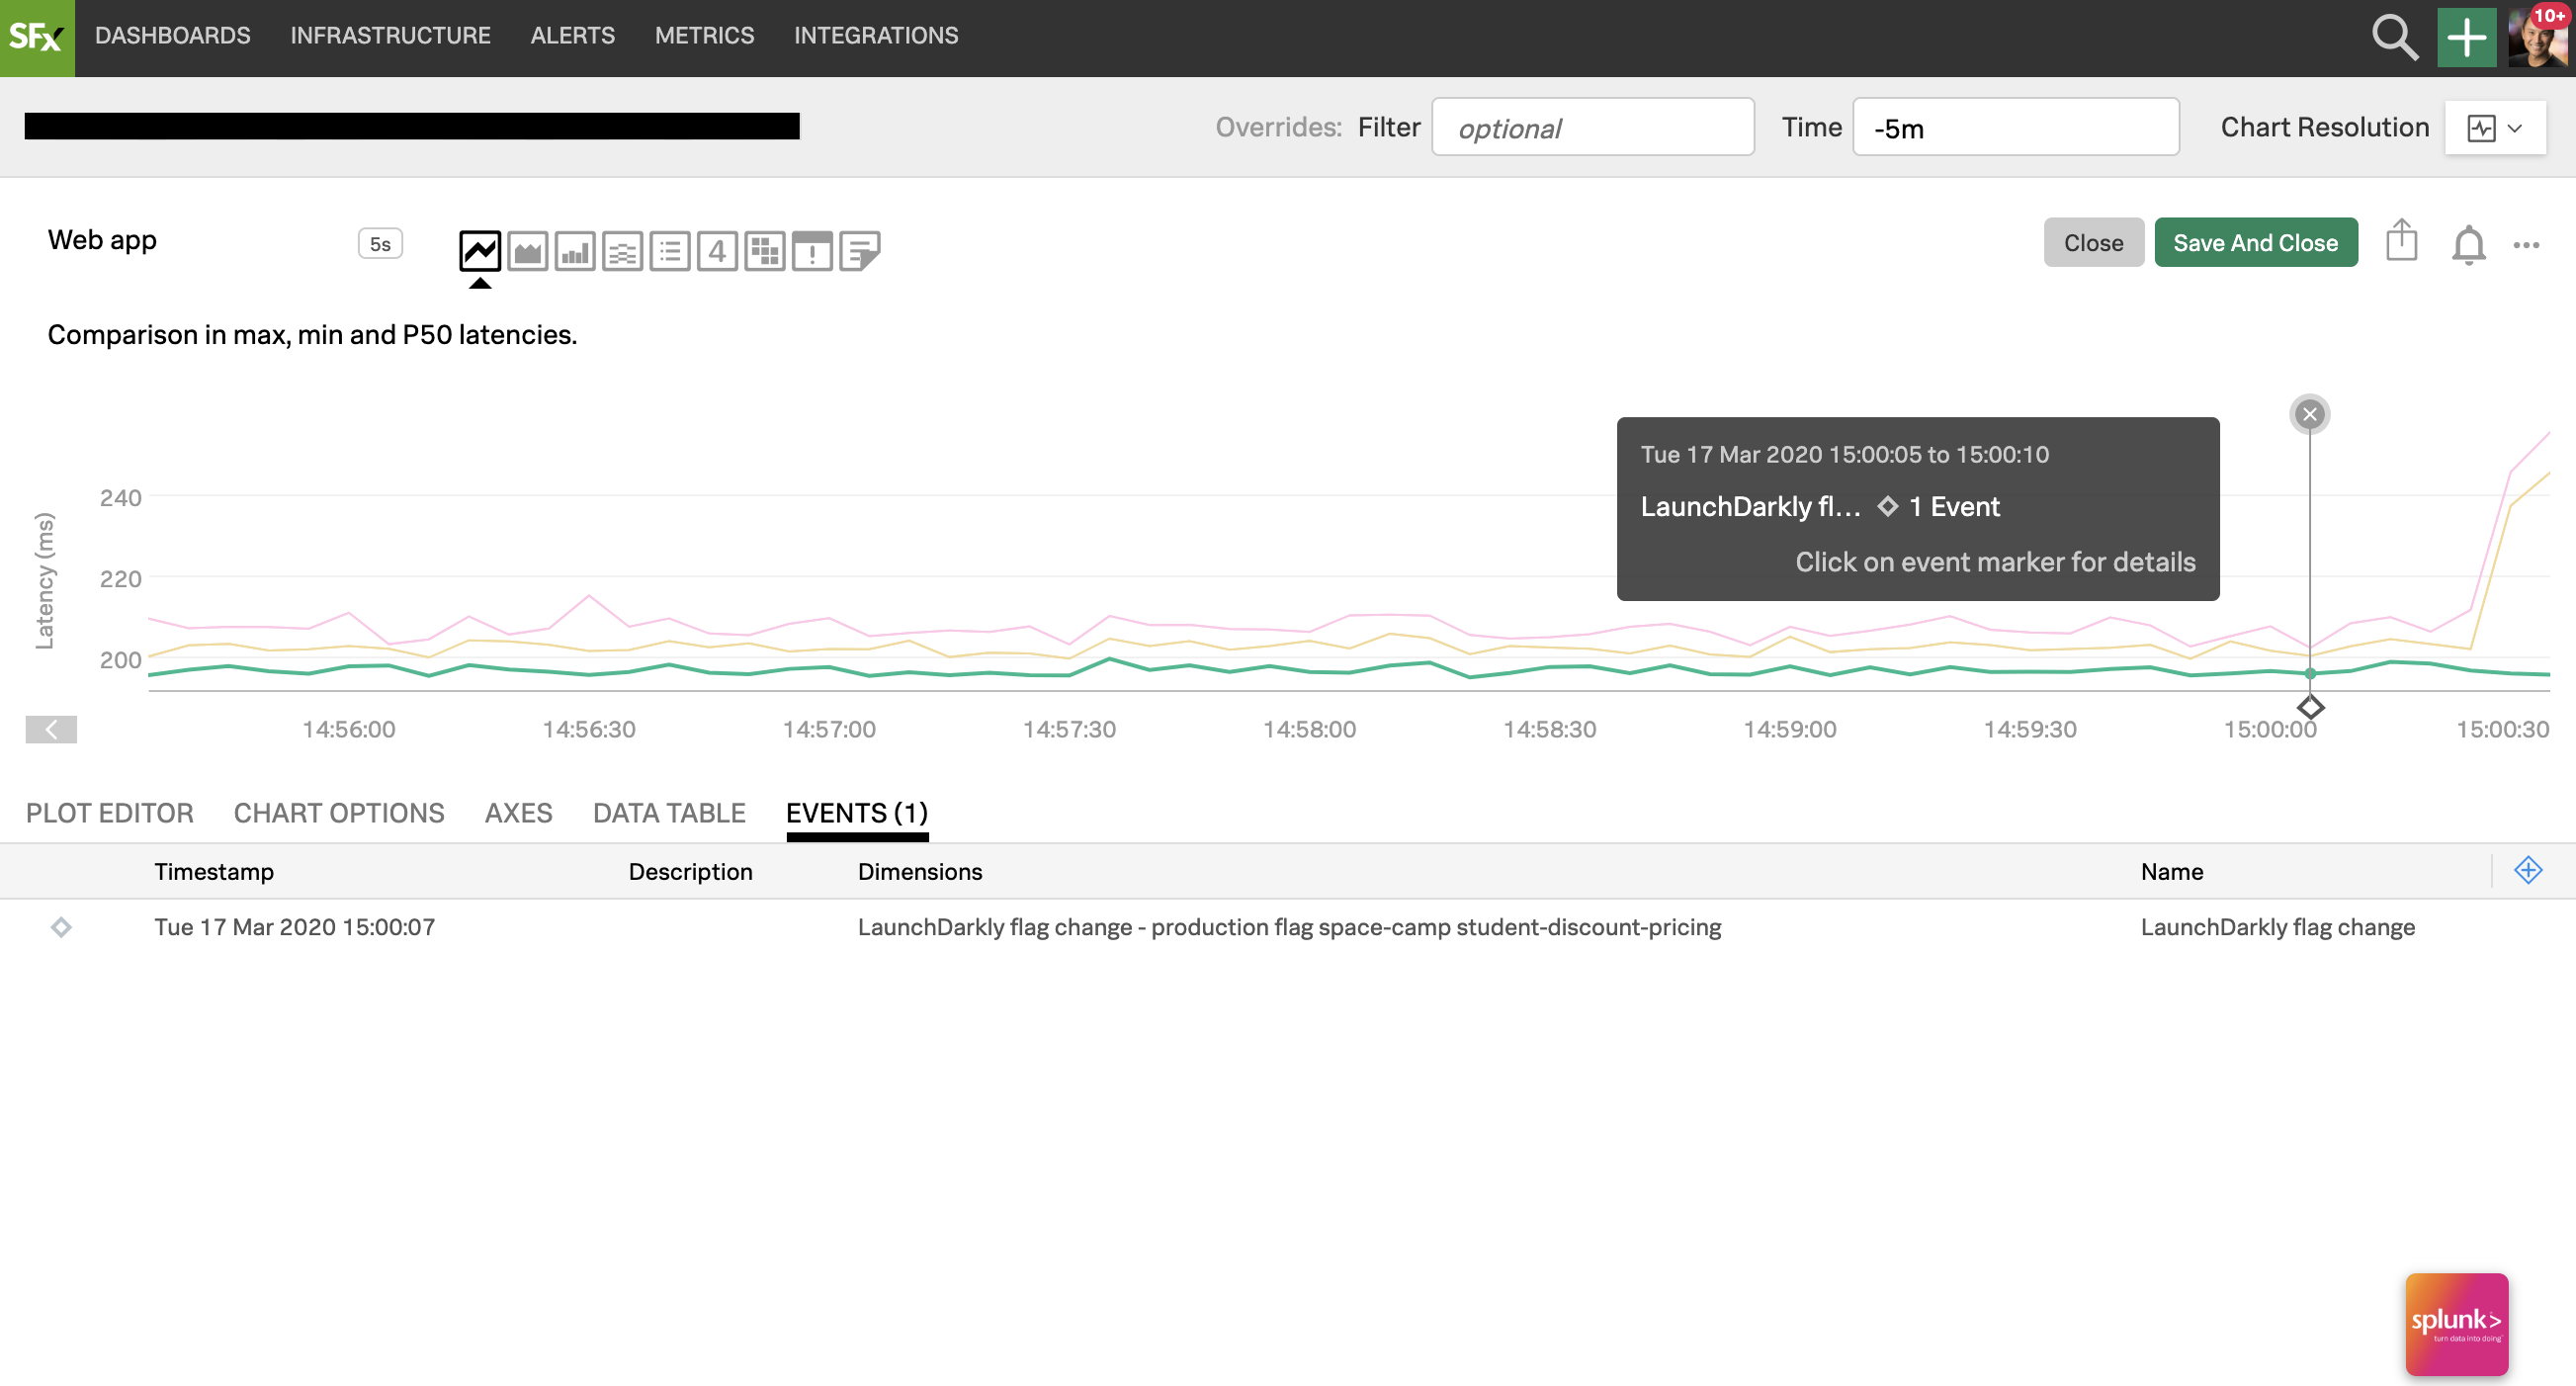 SFx DASHBOARDS INFRASTRUCTURE ALERTS METRICS INTEGRATIONS 10+
Overrides: Filter optional Time -5m Chart Resolution
Web app 5s 4 Close Save And Close
Comparison in max, min and P50 latencies.
Tue 17 Mar 2020 15:00:05 to 15:00:10
LaunchDarkly fl... 1 Event
Click on event marker for details
Latency (ms)
240
220
200
14:56:00 14:56:30 14:57:00 14:57:30 14:58:00 14:58:30 14:59:00 14:59:30 15:00:00 15:00:30
PLOT EDITOR CHART OPTIONS AXES DATA TABLE EVENTS (1)
Timestamp Description Dimensions Name
Tue 17 Mar 2020 15:00:07 LaunchDarkly flag change - production flag space-camp student-discount-pricing LaunchDarkly flag change
splunk>
turn data into doing